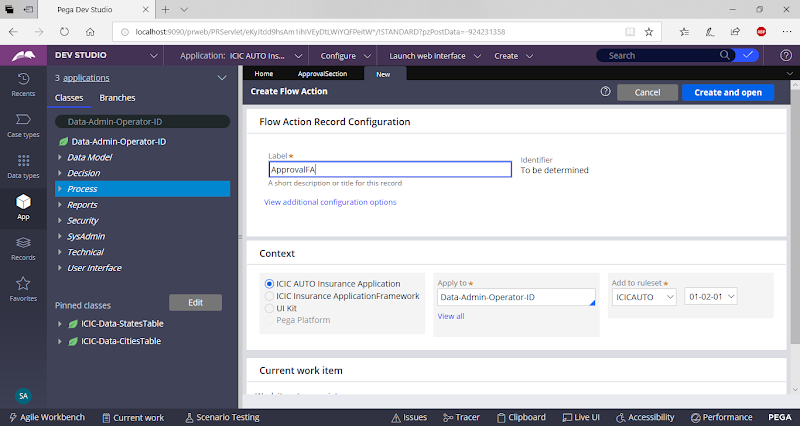 Pega Dev Studio
localhost:9090/prweb/PRServlet/eKyltdd9hsAm1ihlVEyDtLWiYQFPeitW*/!STANDARD?pzPostData=-924231358
DEV STUDIO
Application: ICIC AUTO Ins...
Configure
Launch web interface
Create
Search
Recents
Case types
Data types
App
Records
Favorites
SA
3 applications
Classes
Branches
Data-Admin-Operator-ID
Data-Admin-Operator-ID
Data Model
Decision
Process
Reports
Security
SysAdmin
Technical
User Interface
Pinned classes
Edit
ICIC-Data-StatesTable
ICIC-Data-CitiesTable
Home
ApprovalSection
New
Create Flow Action
Cancel
Create and open
Flow Action Record Configuration
Label ★
ApprovalFA
A short description or title for this record
Identifier
To be determined
View additional configuration options
Context
ICIC AUTO Insurance Application
ICIC Insurance ApplicationFramework
UI Kit
Pega Platform
Apply to ★
Data-Admin-Operator-ID
View all
Add to ruleset ★
ICICAUTO
01-02-01
Current work item
Agile Workbench
Current work
Scenario Testing
Issues
Tracer
Clipboard
Live UI
Accessibility
Performance
PEGA